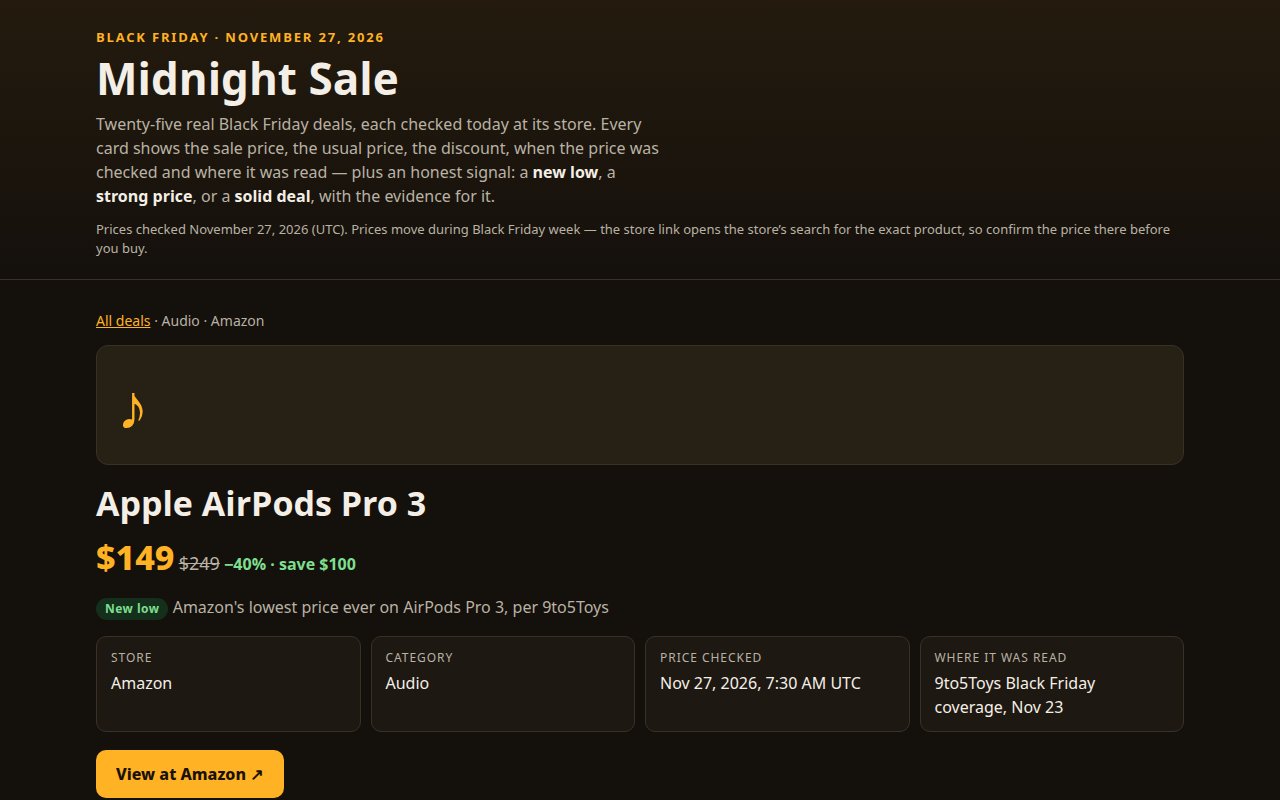 BLACK FRIDAY · NOVEMBER 27, 2026
Midnight Sale
Twenty-five real Black Friday deals, each checked today at its store. Every
card shows the sale price, the usual price, the discount, when the price was
checked and where it was read — plus an honest signal: a new low, a
strong price, or a solid deal, with the evidence for it.
Prices checked November 27, 2026 (UTC). Prices move during Black Friday week — the store link opens the store’s search for the exact product, so confirm the price there before
you buy.
All deals · Audio · Amazon
♪
Apple AirPods Pro 3
$149 $249 −40% · save $100
New low Amazon's lowest price ever on AirPods Pro 3, per 9to5Toys
STORE
Amazon
CATEGORY
Audio
PRICE CHECKED
Nov 27, 2026, 7:30 AM UTC
WHERE IT WAS READ
9to5Toys Black Friday
coverage, Nov 23
View at Amazon ↗